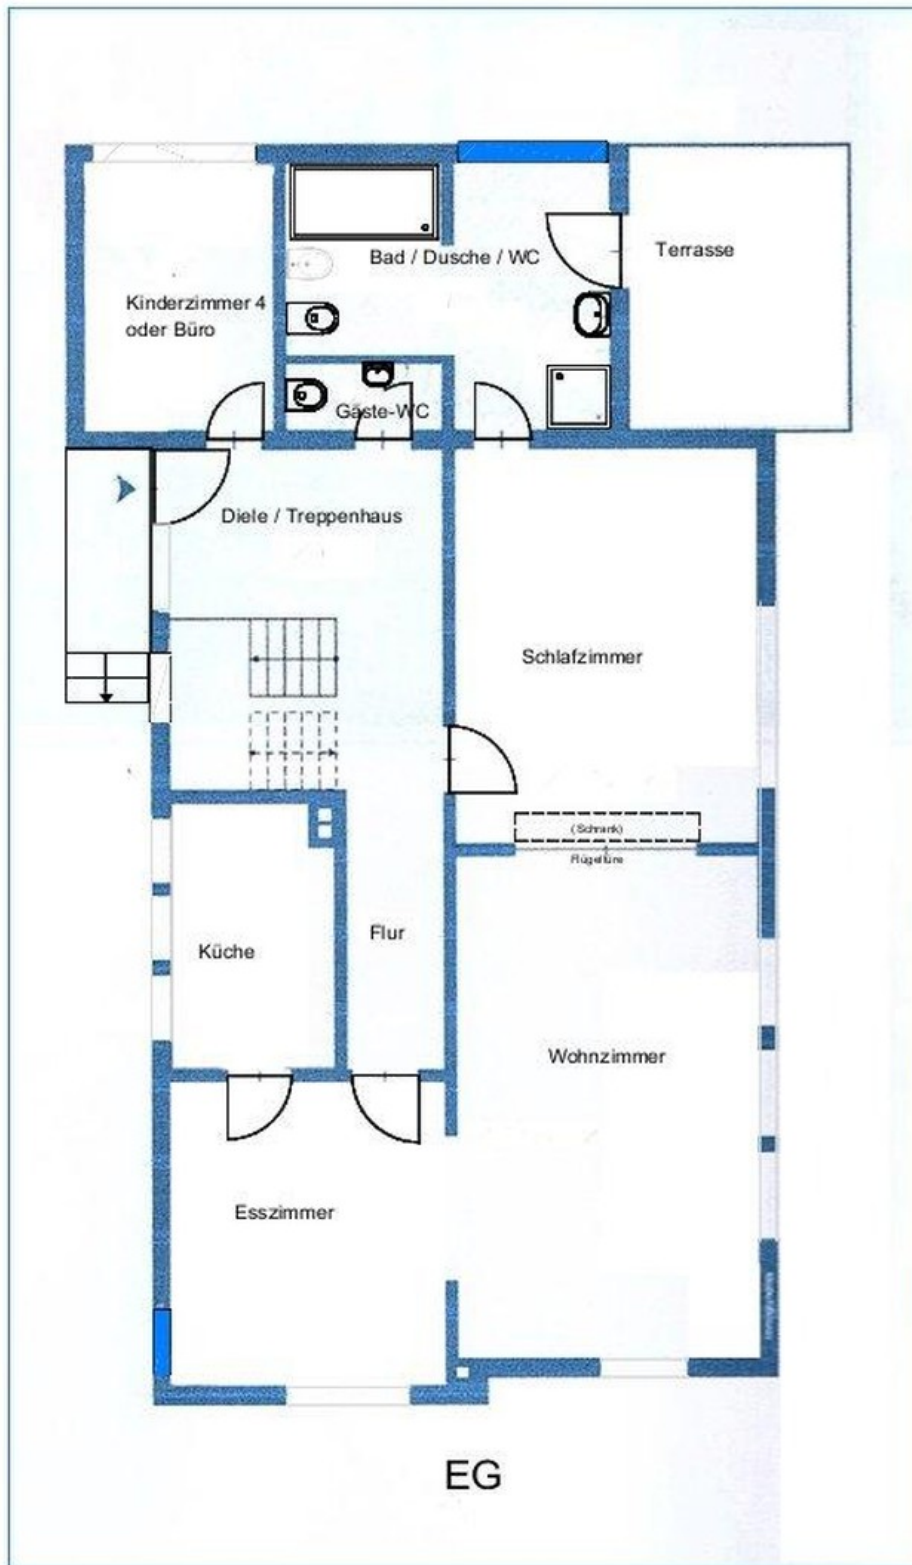 Bad / Dusche / WC
Terrasse
Kinderzimmer 4
oder Büro
Gäste-WC
Diele / Treppenhaus
Schlafzimmer
(Schrank)
Flügeltüre
Flur
Küche
Wohnzimmer
Esszimmer
EG